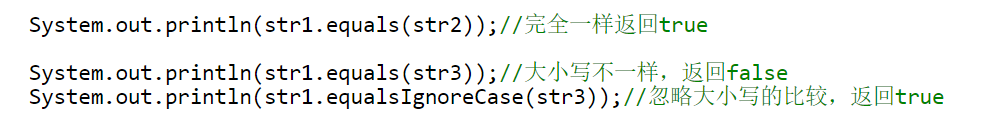 System.out.println(str1.equals(str2));//完全一样返回true
System.out.println(str1.equals(str3));//大小写不一样，返回false
System.out.println(str1.equalsIgnoreCase(str3));//忽略大小写的比较，返回true